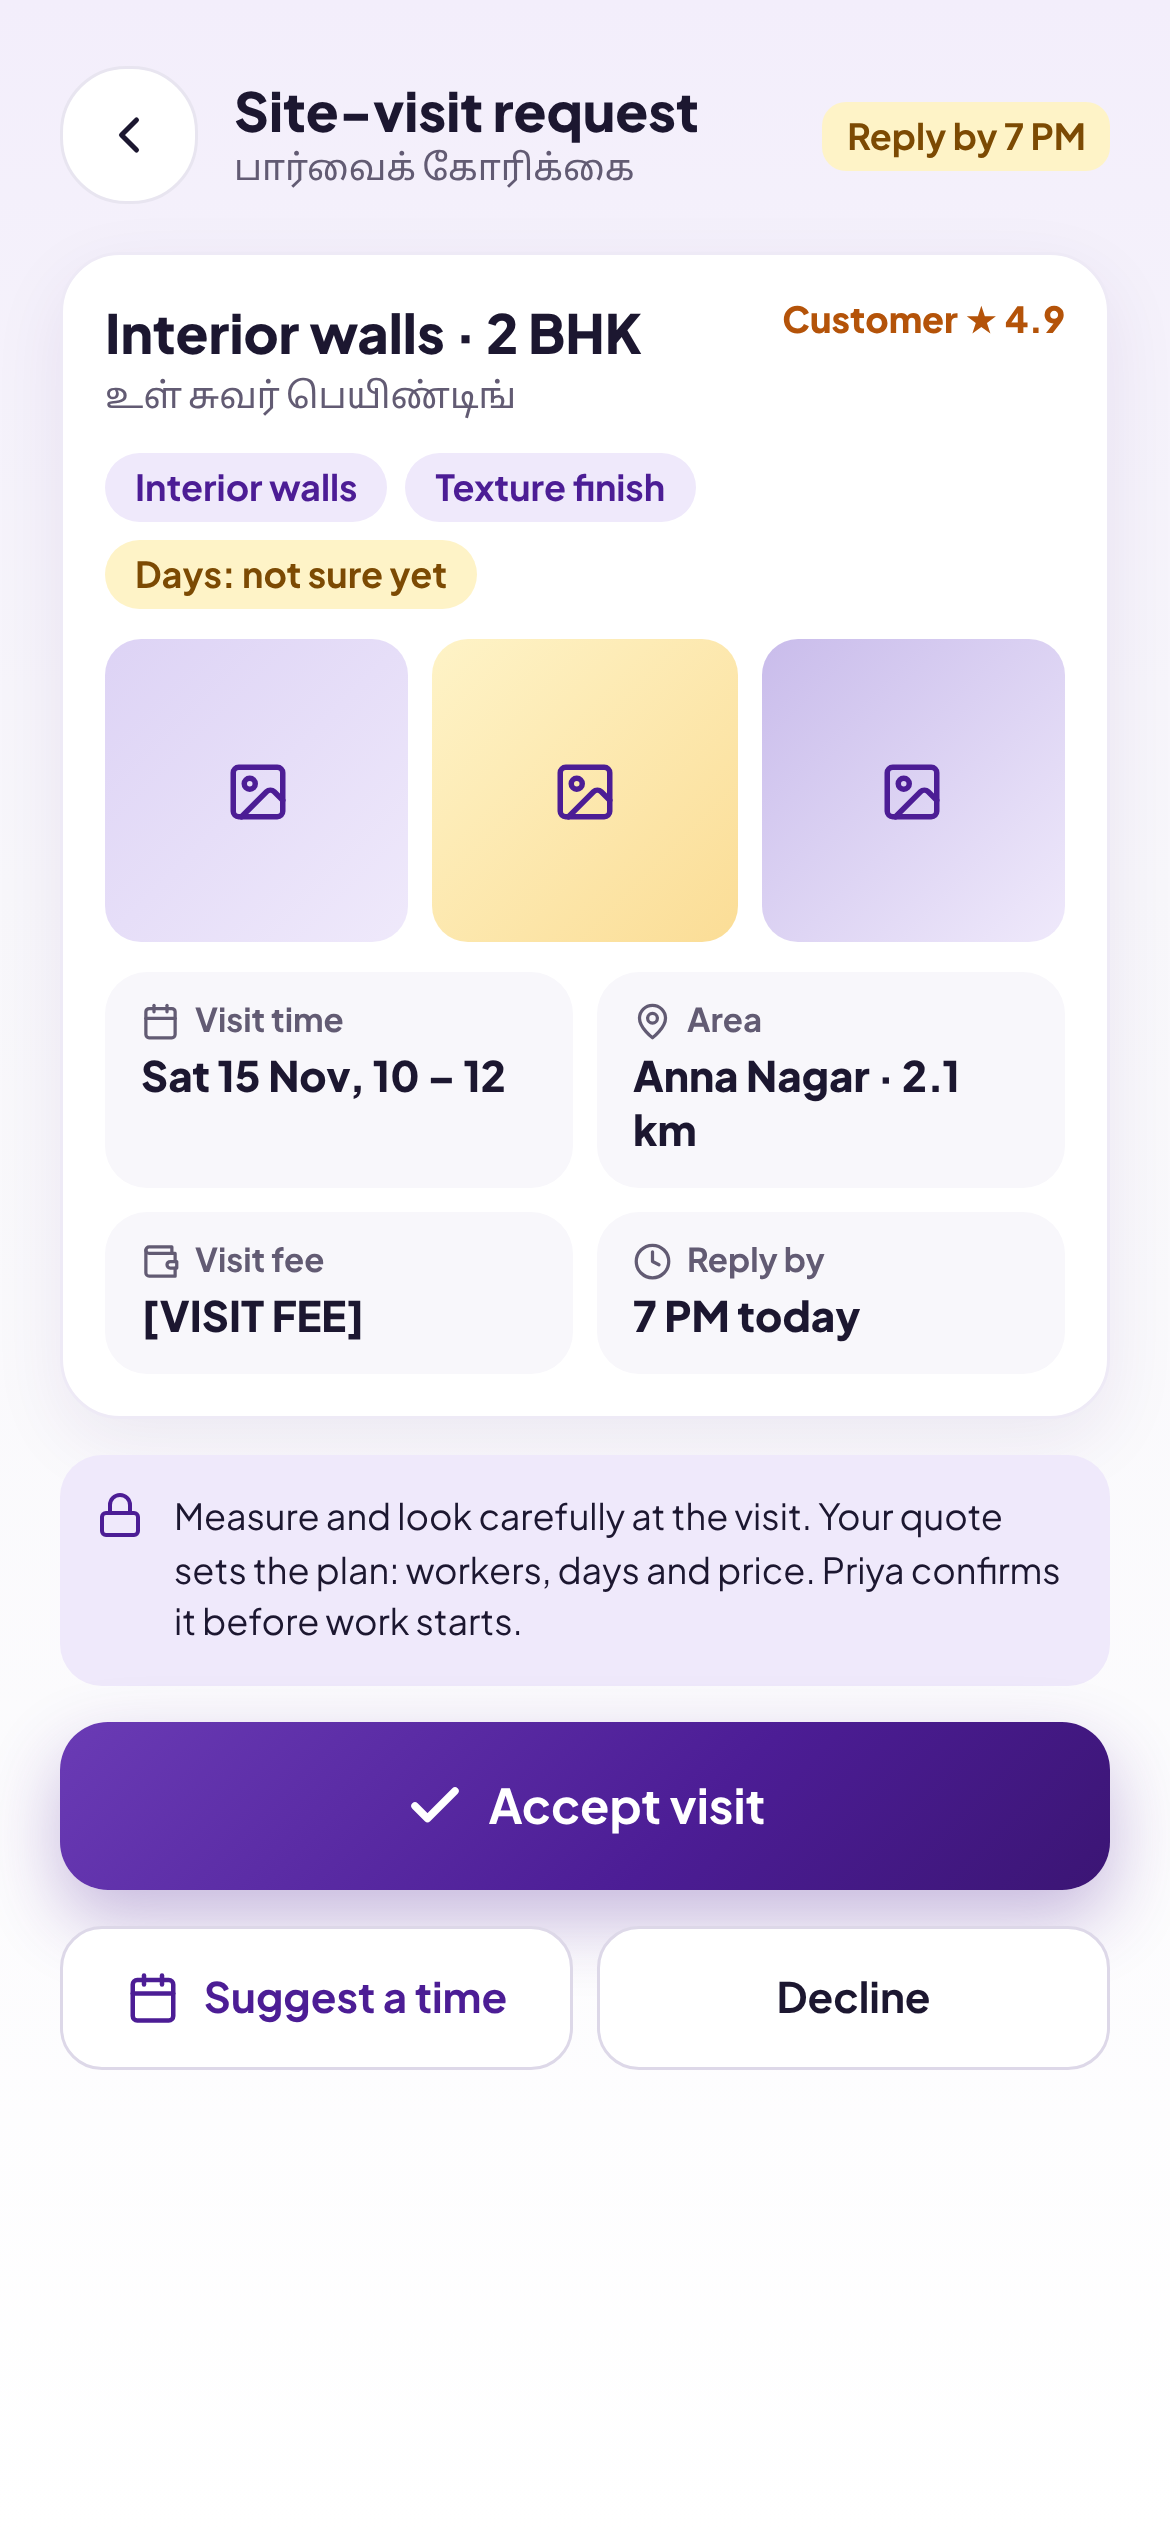 Site-visit request
பார்வைக் கோரிக்கை
Reply by 7 PM
Interior walls · 2 BHK
Customer ★ 4.9
உள் சுவர் பெயிண்டிங்
Interior walls
Texture finish
Days: not sure yet
Visit time
Sat 15 Nov, 10 – 12
Area
Anna Nagar · 2.1
km
Visit fee
[VISIT FEE]
Reply by
7 PM today
Measure and look carefully at the visit. Your quote
sets the plan: workers, days and price. Priya confirms
it before work starts.
Accept visit
Suggest a time
Decline